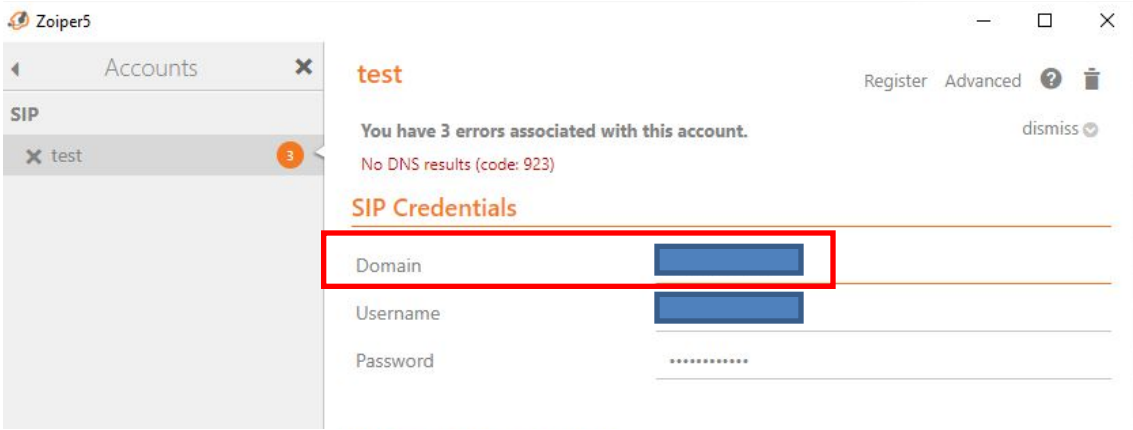 Zoiper5
Accounts
SIP
test
3
test
Register Advanced ?
You have 3 errors associated with this account.
dismiss
No DNS results (code: 923)
SIP Credentials
Domain
Username
Password ••••••••••••